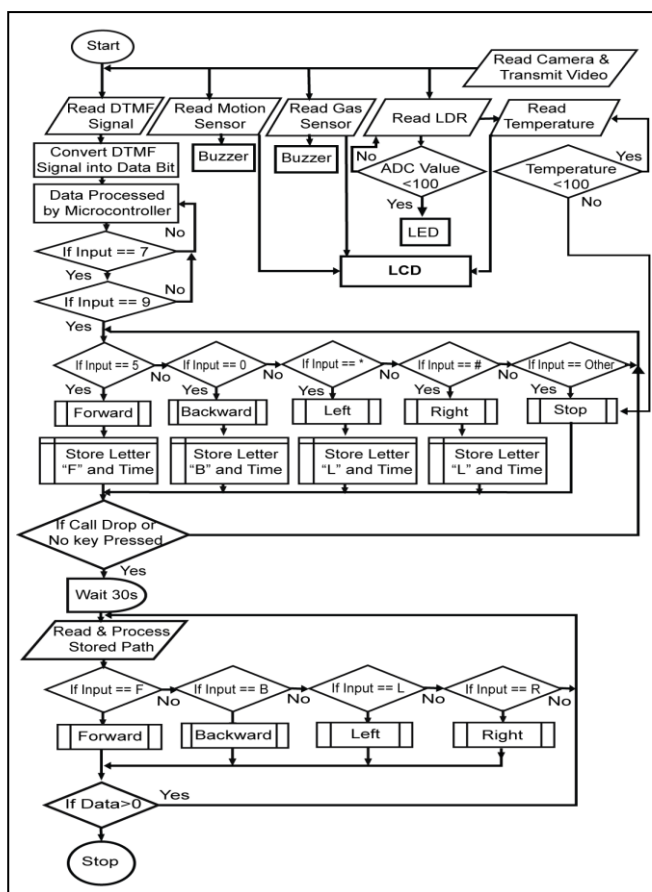 Start
Read Camera &
Transmit Video
Read DTMF
Signal
Read Motion
Sensor
Read Gas
Sensor
Read LDR
Read
Temperature
Convert DTMF
Signal into Data Bit
Buzzer
Buzzer
No
ADC Value
<100
Yes
LED
Temperature
<100
Yes
No
Data Processed
by Microcontroller
No
If Input == 7
Yes
No
If Input == 9
Yes
LCD
If Input == 5
No
If Input == 0
No
If Input == *
No
If Input == #
No
If Input == Other
No
Yes
Yes
Yes
Yes
Yes
Forward
Backward
Left
Right
Stop
Store Letter
“F” and Time
Store Letter
“B” and Time
Store Letter
“L” and Time
Store Letter
“L” and Time
If Call Drop or
No key Pressed
Yes
Wait 30s
Read & Process
Stored Path
If Input == F
No
If Input == B
No
If Input == L
No
If Input == R
No
Forward
Backward
Left
Right
If Data>0
Yes
Stop